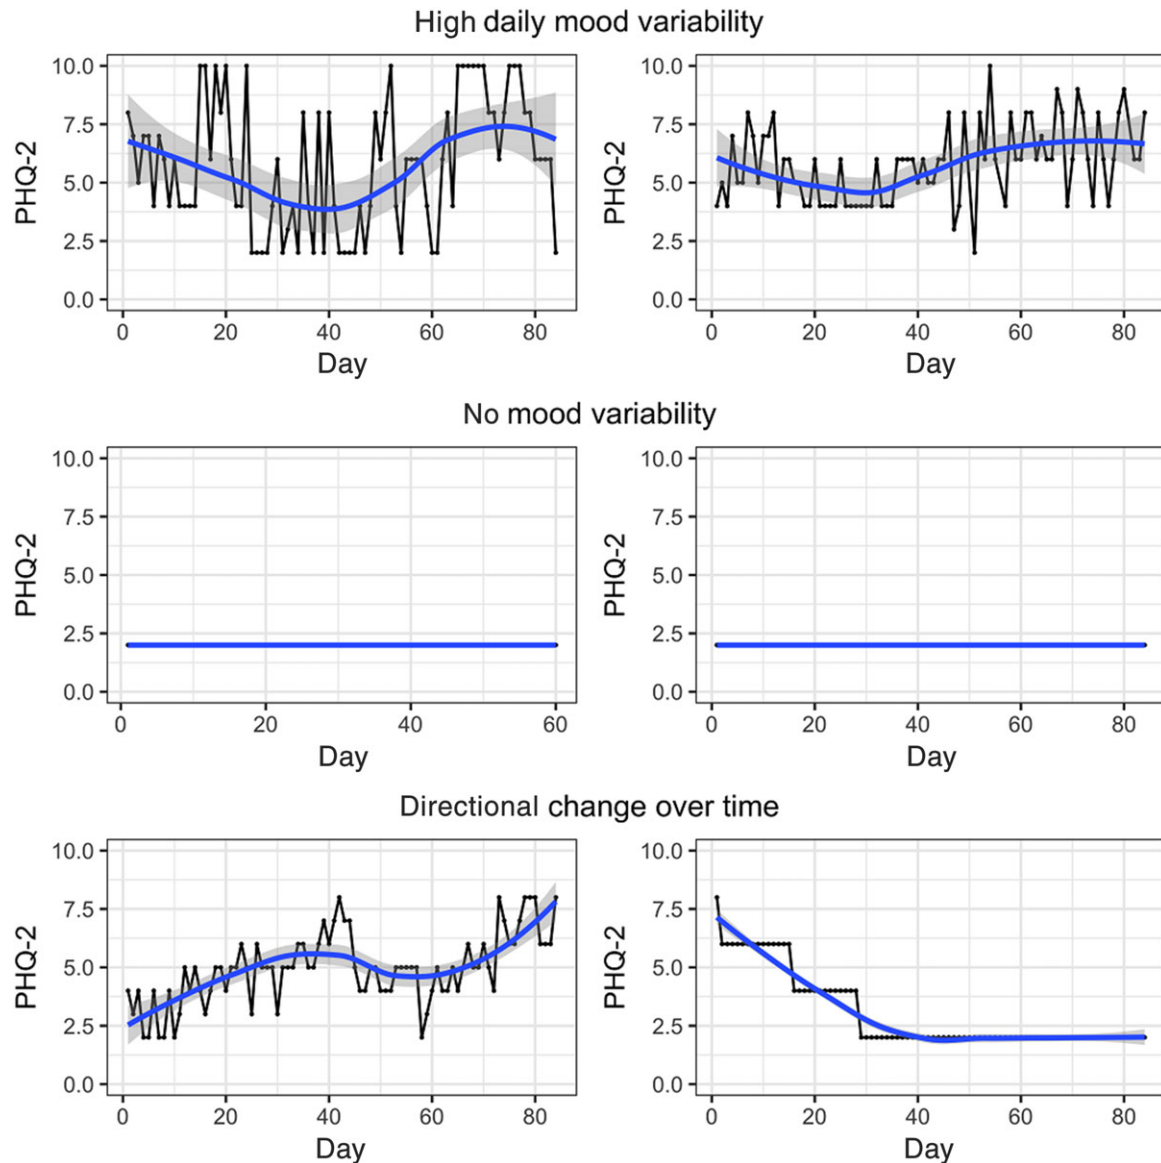 High daily mood variability
10.0 10.0
7.5 7.5
PHQ-2 PHQ-2
5.0 5.0
2.5 2.5
0.0 0.0
0 20 40 60 80 0 20 40 60 80
Day Day
No mood variability
10.0 10.0
7.5 7.5
PHQ-2 PHQ-2
5.0 5.0
2.5 2.5
0.0 0.0
0 20 40 60 0 20 40 60 80
Day Day
Directional change over time
10.0 10.0
7.5 7.5
PHQ-2 PHQ-2
5.0 5.0
2.5 2.5
0.0 0.0
0 20 40 60 80 0 20 40 60 80
Day Day